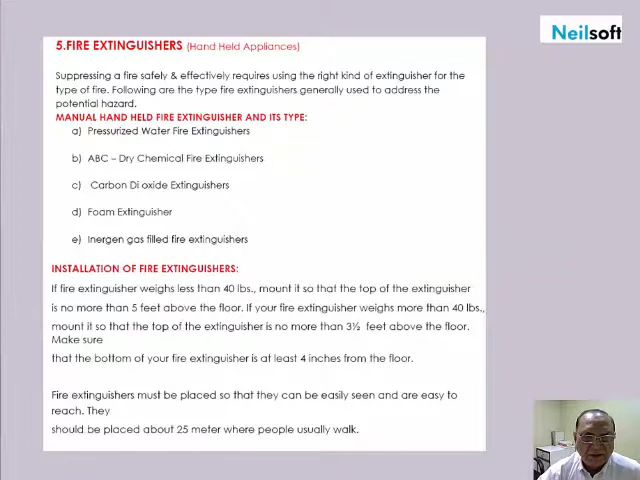 Neilsoft
5.FIRE EXTINGUISHERS (Hand Held Appliances)
Suppressing a fire safely & effectively requires using the right kind of extinguisher for the
type of fire. Following are the type fire extinguishers generally used to address the
potential hazard.
MANUAL HAND HELD FIRE EXTINGUISHER AND ITS TYPE:
a) Pressurized Water Fire Extinguishers
b) ABC – Dry Chemical Fire Extinguishers
c) Carbon Di oxide Extinguishers
d) Foam Extinguisher
e) Inergen gas filled fire extinguishers
INSTALLATION OF FIRE EXTINGUISHERS:
If fire extinguisher weighs less than 40 lbs., mount it so that the top of the extinguisher
is no more than 5 feet above the floor. If your fire extinguisher weighs more than 40 lbs.,
mount it so that the top of the extinguisher is no more than 3½ feet above the floor.
Make sure
that the bottom of your fire extinguisher is at least 4 inches from the floor.
Fire extinguishers must be placed so that they can be easily seen and are easy to
reach. They
should be placed about 25 meter where people usually walk.